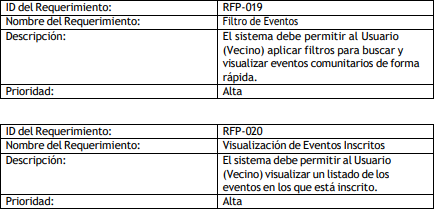 ID del Requerimiento: RFP-019
Nombre del Requerimiento: Filtro de Eventos
Descripción: El sistema debe permitir al Usuario
(Vecino) aplicar filtros para buscar y
visualizar eventos comunitarios de forma
rápida.
Prioridad: Alta
ID del Requerimiento: RFP-020
Nombre del Requerimiento: Visualización de Eventos Inscritos
Descripción: El sistema debe permitir al Usuario
(Vecino) visualizar un listado de los
eventos en los que está inscrito.
Prioridad: Alta